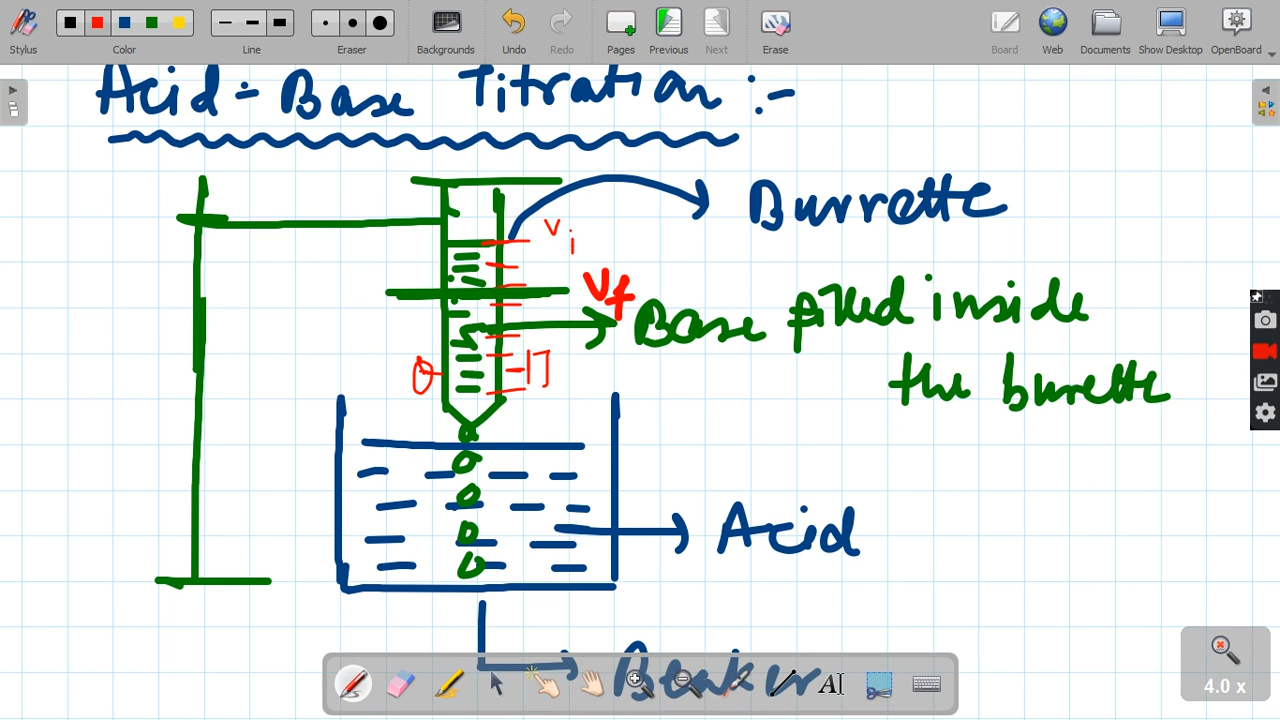 Stylus
Color
Line
Eraser
Backgrounds
Undo
Redo
Pages
Previous
Next
Erase
Board
Web
Documents
Show Desktop
OpenBoard
Acid - Base Titration :-
Burrette
Vi
Vf
Base filled inside
the burette
17
Acid
Beaker
4.0 x